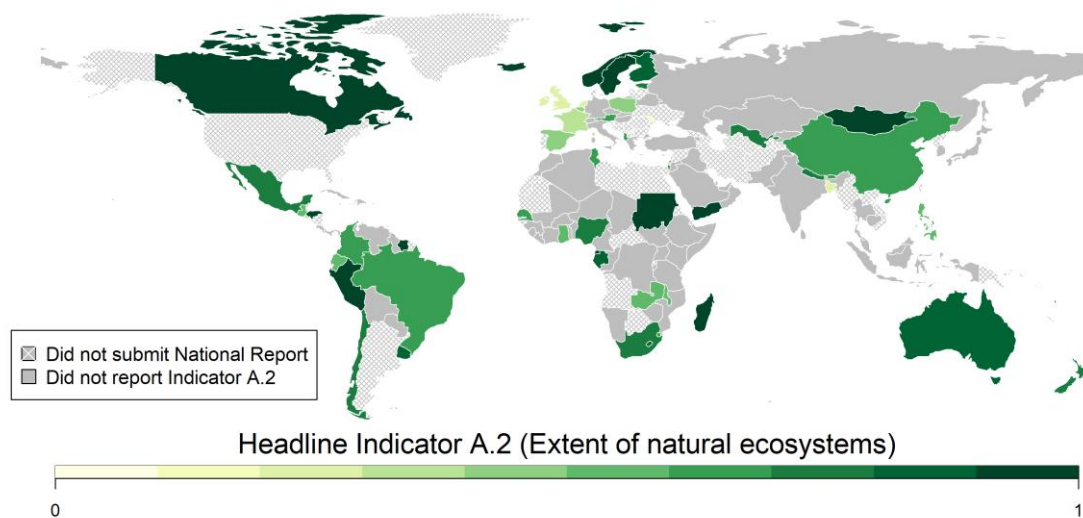 Did not submit National Report
Did not report Indicator A.2
Headline Indicator A.2 (Extent of natural ecosystems)
0 1